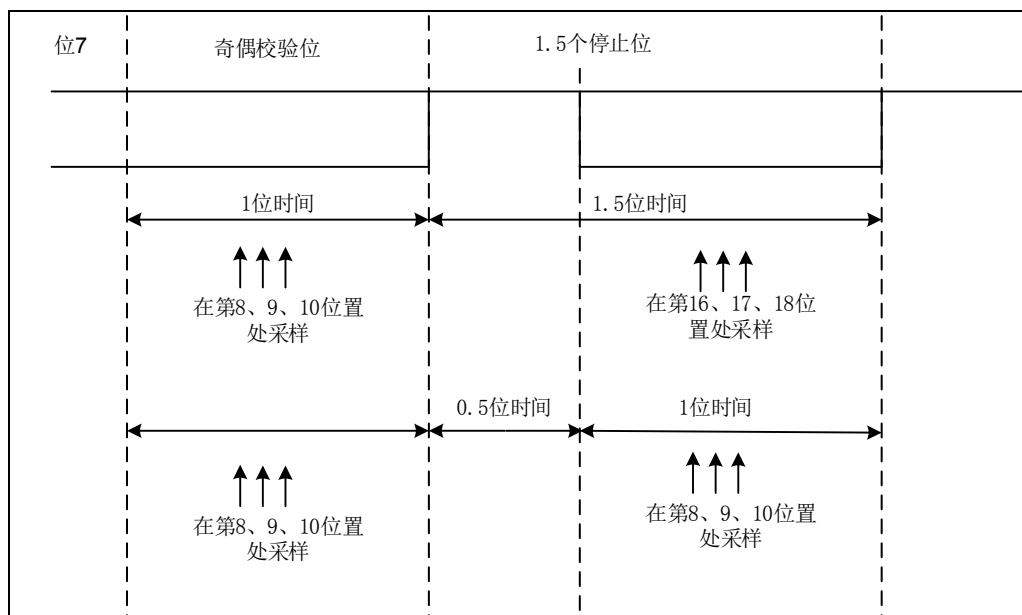 位7
奇偶校验位
1.5个停止位
1位时间
1.5位时间
在第8、9、10位置
处采样
在第16、17、18位
置处采样
0.5位时间
1位时间
在第8、9、10位置
处采样
在第8、9、10位置
处采样